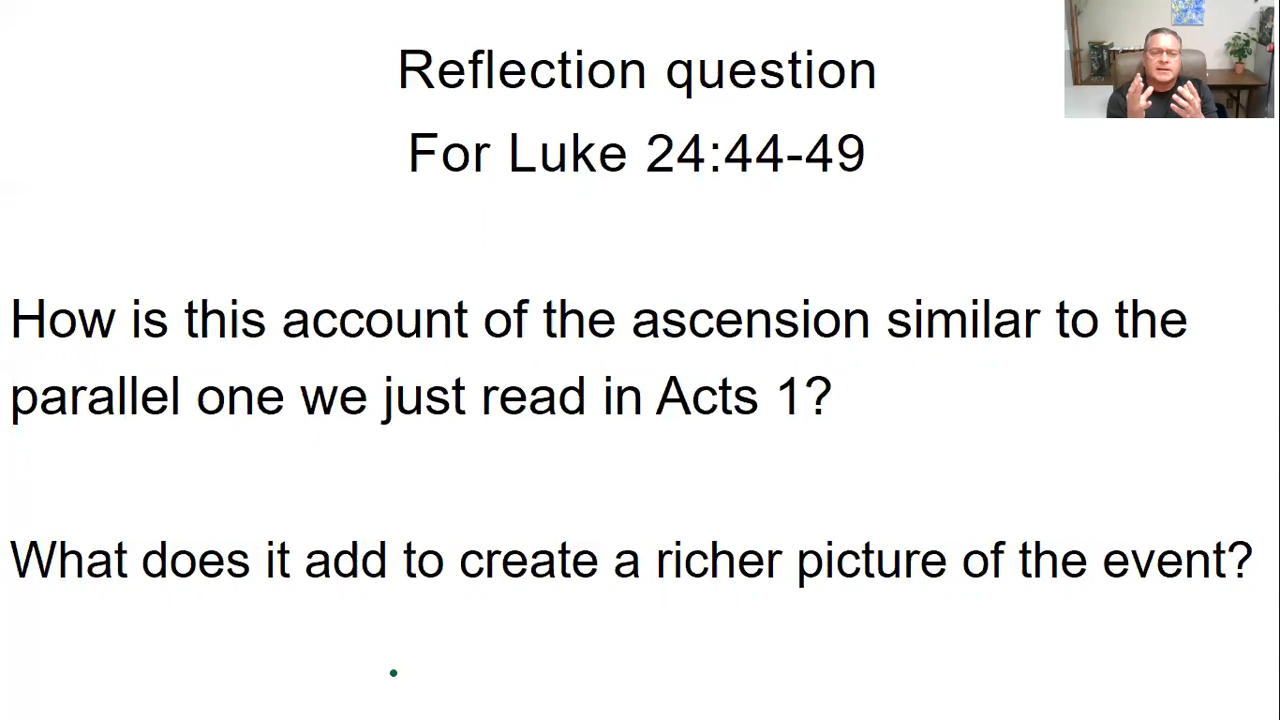 Reflection question
For Luke 24:44-49
How is this account of the ascension similar to the
parallel one we just read in Acts 1?
What does it add to create a richer picture of the event?